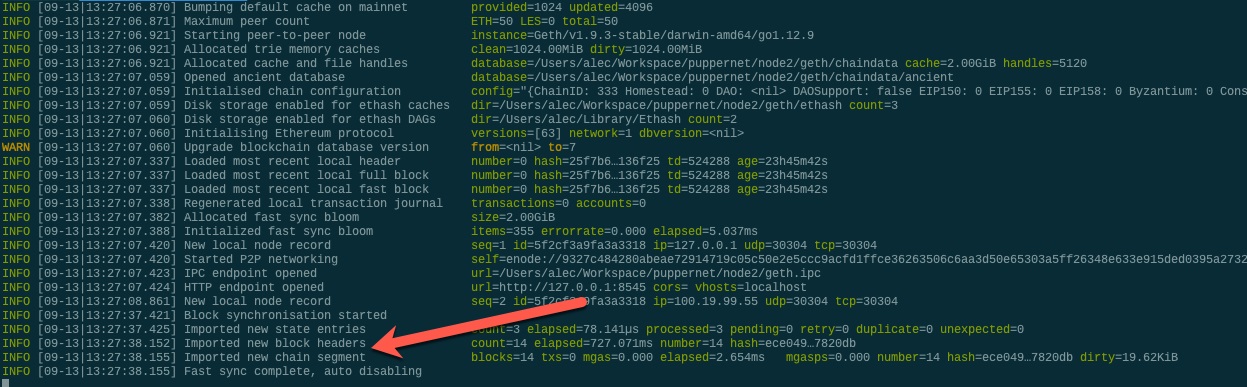 INFO [09-13|13:27:06.870] Bumping default cache on mainnet provided=1024 updated=4096
INFO [09-13|13:27:06.871] Maximum peer count ETH=50 LES=0 total=50
INFO [09-13|13:27:06.921] Starting peer-to-peer node instance=Geth/v1.9.3-stable/darwin-amd64/go1.12.9
INFO [09-13|13:27:06.921] Allocated trie memory caches clean=1024.00MiB dirty=1024.00MiB
INFO [09-13|13:27:06.921] Allocated cache and file handles database=/Users/alec/Workspace/puppernet/node2/geth/chaindata cache=2.00GiB handles=5120
INFO [09-13|13:27:07.059] Opened ancient database database=/Users/alec/Workspace/puppernet/node2/geth/chaindata/ancient
INFO [09-13|13:27:07.059] Initialised chain configuration config="{ChainID: 333 Homestead: 0 DAO: <nil> DAOSupport: false EIP150: 0 EIP155: 0 EIP158: 0 Byzantium: 0 Cons
INFO [09-13|13:27:07.059] Disk storage enabled for ethash caches dir=/Users/alec/Workspace/puppernet/node2/geth/ethash count=3
INFO [09-13|13:27:07.060] Disk storage enabled for ethash DAGs dir=/Users/alec/Library/Ethash count=2
INFO [09-13|13:27:07.060] Initialising Ethereum protocol versions=[63] network=1 dbversion=<nil>
WARN [09-13|13:27:07.060] Upgrade blockchain database version from=<nil> to=7
INFO [09-13|13:27:07.337] Loaded most recent local header number=0 hash=25f7b6…136f25 td=524288 age=23h45m42s
INFO [09-13|13:27:07.337] Loaded most recent local full block number=0 hash=25f7b6…136f25 td=524288 age=23h45m42s
INFO [09-13|13:27:07.337] Loaded most recent local fast block number=0 hash=25f7b6…136f25 td=524288 age=23h45m42s
INFO [09-13|13:27:07.338] Regenerated local transaction journal transactions=0 accounts=0
INFO [09-13|13:27:07.382] Allocated fast sync bloom size=2.00GiB
INFO [09-13|13:27:07.388] Initialized fast sync bloom items=355 errorrate=0.000 elapsed=5.037ms
INFO [09-13|13:27:07.420] New local node record seq=1 id=5f2cf3a9fa3a3318 ip=127.0.0.1 udp=30304 tcp=30304
INFO [09-13|13:27:07.420] Started P2P networking self=enode://9327c484280abeae72914719c05c50e2e5ccc9acfd1ffce36263506c6aa3d50e65303a5ff26348e633e915ded0395a2732
INFO [09-13|13:27:07.423] IPC endpoint opened url=/Users/alec/Workspace/puppernet/node2/geth.ipc
INFO [09-13|13:27:07.424] HTTP endpoint opened url=http://127.0.0.1:8545 cors= vhosts=localhost
INFO [09-13|13:27:08.861] New local node record seq=2 id=5f2cf3a9fa3a3318 ip=100.19.99.55 udp=30304 tcp=30304
INFO [09-13|13:27:37.421] Block synchronisation started
INFO [09-13|13:27:37.425] Imported new state entries count=3 elapsed=78.141µs processed=3 pending=0 retry=0 duplicate=0 unexpected=0
INFO [09-13|13:27:38.152] Imported new block headers count=14 elapsed=727.071ms number=14 hash=ece049…7820db
INFO [09-13|13:27:38.155] Imported new chain segment blocks=14 txs=0 mgas=0.000 elapsed=2.654ms mgasps=0.000 number=14 hash=ece049…7820db dirty=19.62KiB
INFO [09-13|13:27:38.155] Fast sync complete, auto disabling